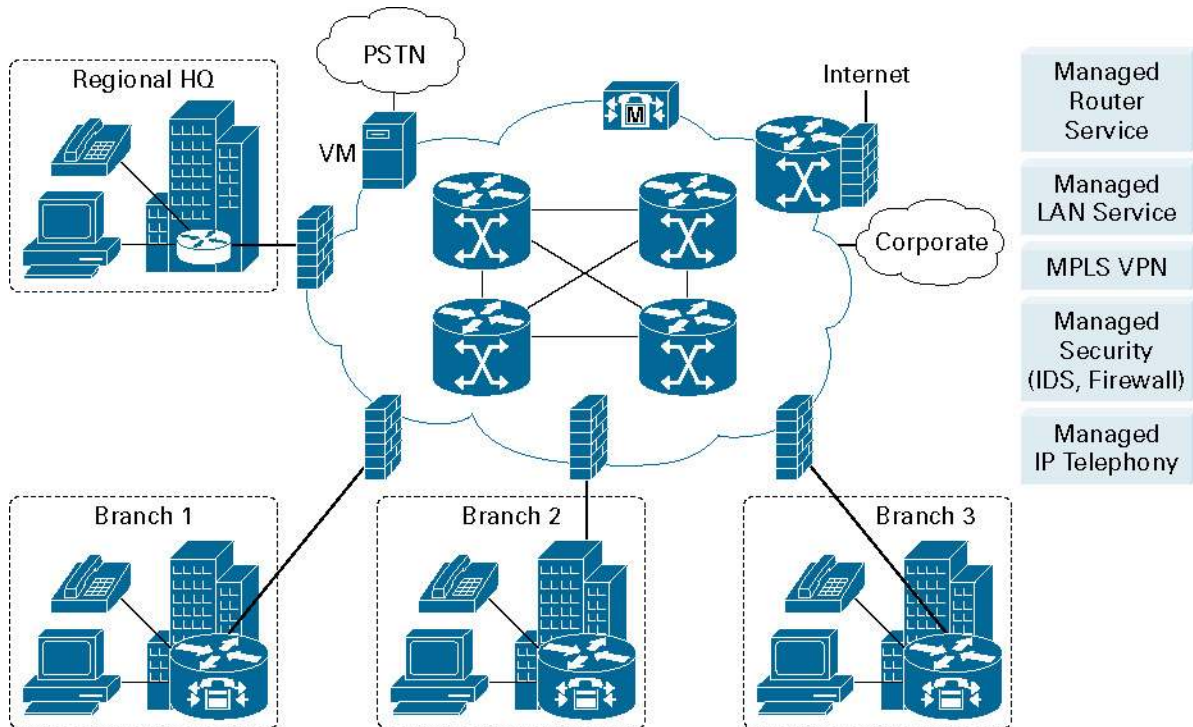 PSTN
Regional HQ
Internet
VM
M
Corporate
Managed
Router
Service
Managed
LAN Service
MPLS VPN
Managed
Security
(IDS, Firewall)
Managed
IP Telephony
Branch 1
Branch 2
Branch 3